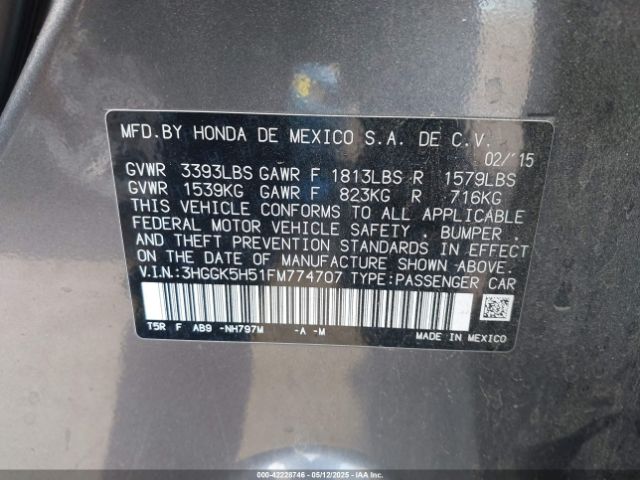 MFD.BY HONDA DE MEXICO S.A. DE C.V.
02/'15
GVWR 3393LBS GAWR F 1813LBS R 1579LBS
GVWR 1539KG GAWR F 823KG R 716KG
THIS VEHICLE CONFORMS TO ALL APPLICABLE
FEDERAL MOTOR VEHICLE SAFETY , BUMPER ,
AND THEFT PREVENTION STANDARDS IN EFFECT
ON THE DATE OF MANUFACTURE SHOWN ABOVE.
V.I.N.:3HGGK5H51FM774707 TYPE:PASSENGER CAR
T5R F AB9 -NH797M -A -M
MADE IN MEXICO
000-42228746 - 05/12/2025 - IAAI.COM